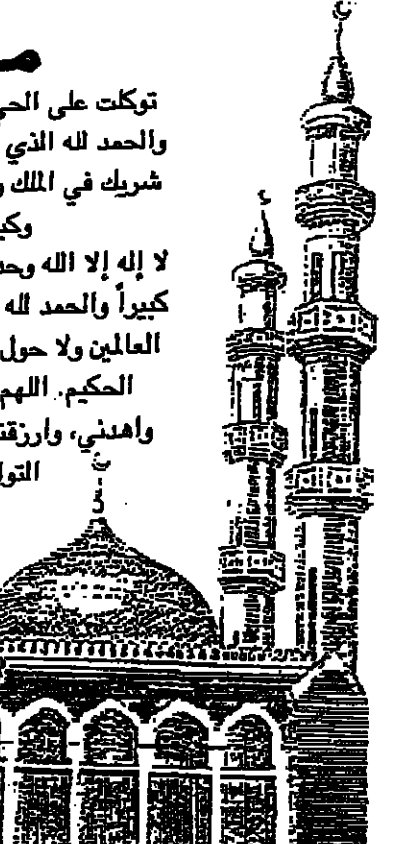 توكلت على الحي
والحمد لله الذي
شريك في الملك و
وكبر
لا إله إلا الله وحد
كبيراً والحمد لله
العالمين ولا حول
الحكيم. اللهم
واهدني، وارزقن
التوا